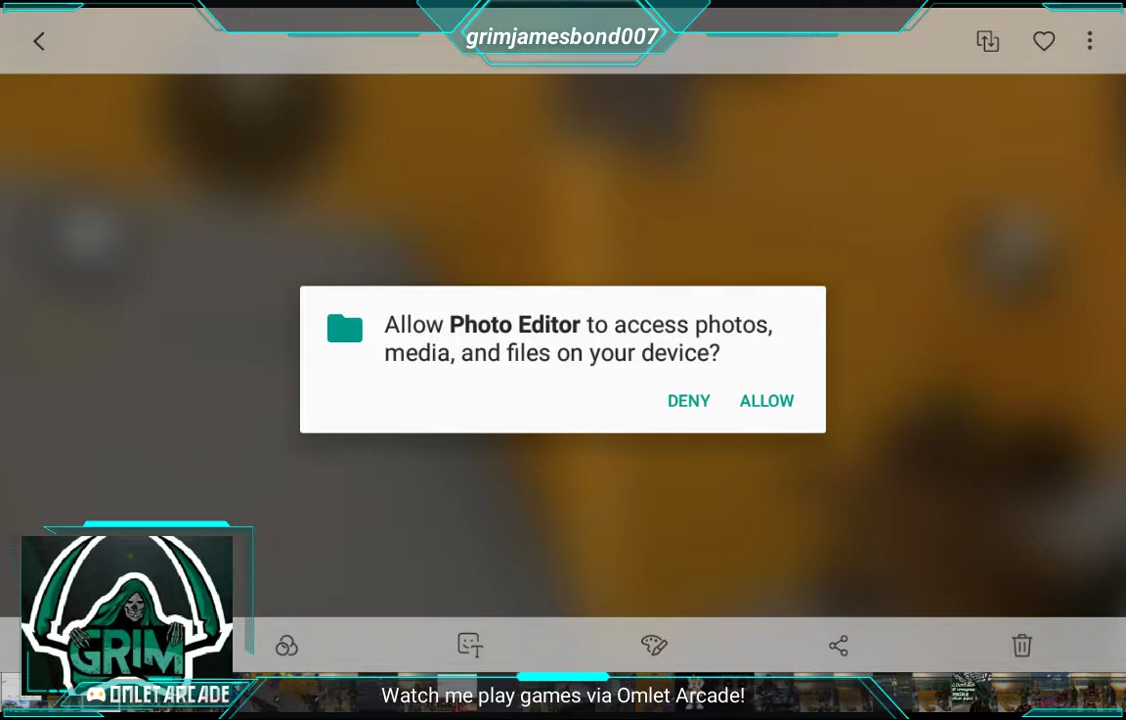 grimjamesbond007
Allow Photo Editor to access photos,
media, and files on your device?
DENY ALLOW
GRIM
OMLET ARCADE
Watch me play games via Omlet Arcade!